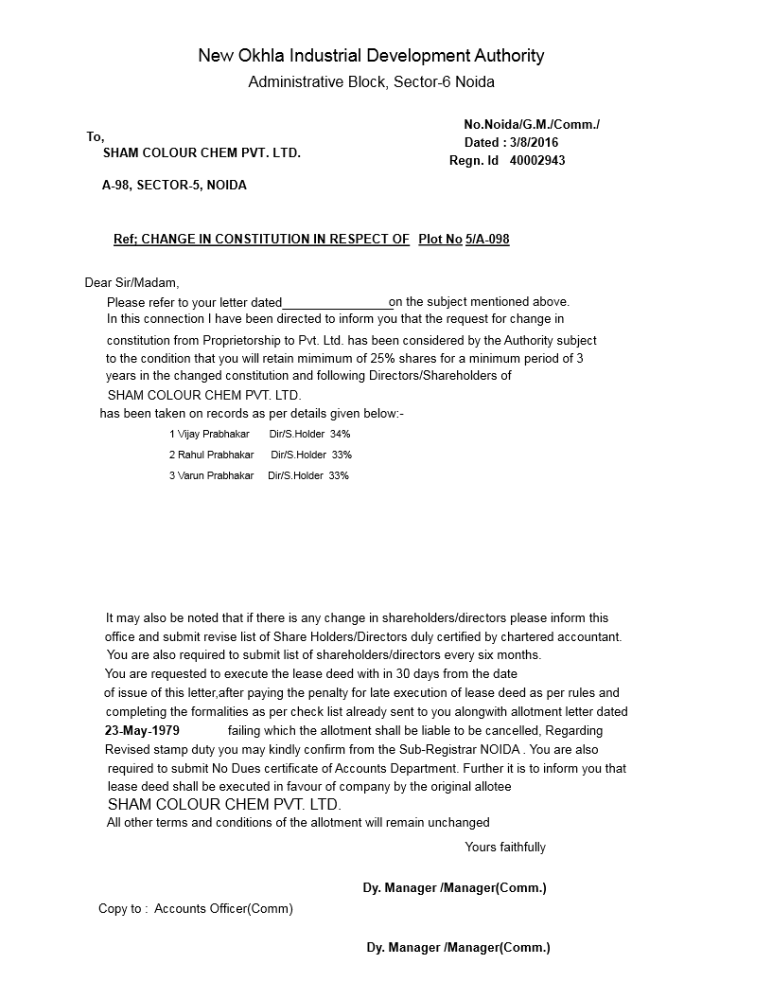 New Okhla Industrial Development Authority
Administrative Block, Sector-6 Noida
No.Noida/G.M./Comm./
To,
Dated : 3/8/2016
SHAM COLOUR CHEM PVT. LTD.
Regn. Id 40002943
A-98, SECTOR-5, NOIDA
Ref; CHANGE IN CONSTITUTION IN RESPECT OF Plot No 5/A-098
Dear Sir/Madam,
Please refer to your letter dated________________on the subject mentioned above.
In this connection I have been directed to inform you that the request for change in
constitution from Proprietorship to Pvt. Ltd. has been considered by the Authority subject
to the condition that you will retain mimimum of 25% shares for a minimum period of 3
years in the changed constitution and following Directors/Shareholders of
SHAM COLOUR CHEM PVT. LTD.
has been taken on records as per details given below:-
1 Vijay Prabhakar Dir/S.Holder 34%
2 Rahul Prabhakar Dir/S.Holder 33%
3 Varun Prabhakar Dir/S.Holder 33%
It may also be noted that if there is any change in shareholders/directors please inform this
office and submit revise list of Share Holders/Directors duly certified by chartered accountant.
You are also required to submit list of shareholders/directors every six months.
You are requested to execute the lease deed with in 30 days from the date
of issue of this letter,after paying the penalty for late execution of lease deed as per rules and
completing the formalities as per check list already sent to you alongwith allotment letter dated
23-May-1979 failing which the allotment shall be liable to be cancelled, Regarding
Revised stamp duty you may kindly confirm from the Sub-Registrar NOIDA . You are also
required to submit No Dues certificate of Accounts Department. Further it is to inform you that
lease deed shall be executed in favour of company by the original allotee
SHAM COLOUR CHEM PVT. LTD.
All other terms and conditions of the allotment will remain unchanged
Yours faithfully
Dy. Manager /Manager(Comm.)
Copy to : Accounts Officer(Comm)
Dy. Manager /Manager(Comm.)